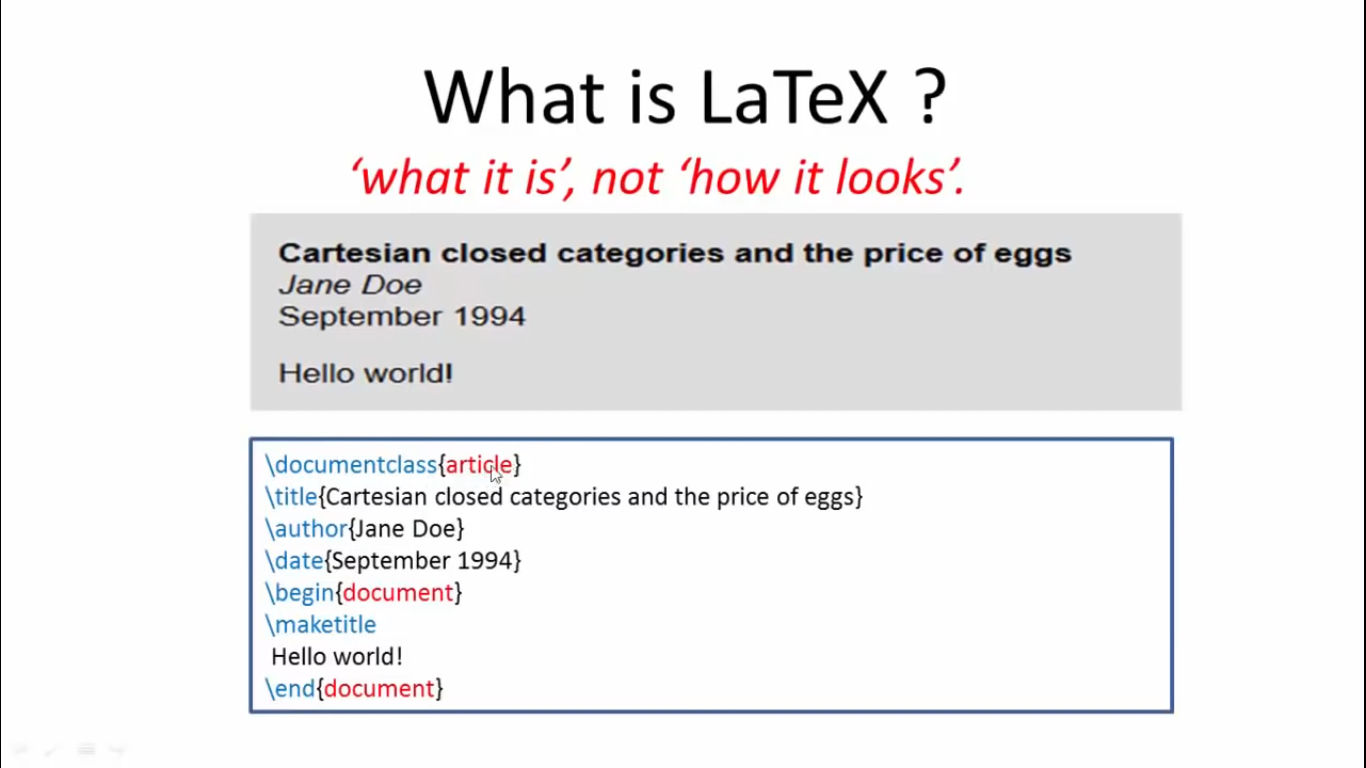 What is LaTeX ?
‘what it is’, not ‘how it looks’.
Cartesian closed categories and the price of eggs
Jane Doe
September 1994
Hello world!
\documentclass{article}
\title{Cartesian closed categories and the price of eggs}
\author{Jane Doe}
\date{September 1994}
\begin{document}
\maketitle
Hello world!
\end{document}